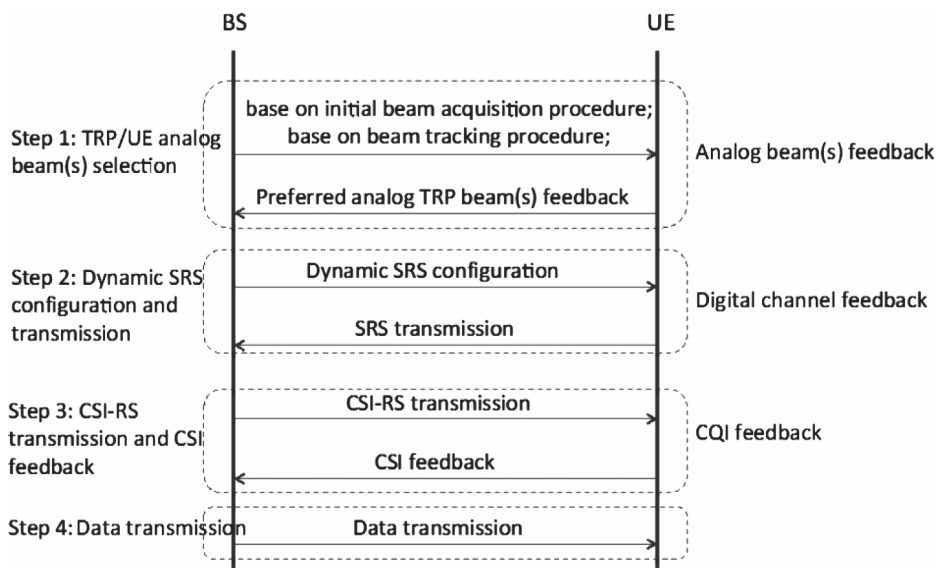 BS
UE
Step 1: TRP/UE analog
beam(s) selection
base on initial beam acquisition procedure;
base on beam tracking procedure;
Preferred analog TRP beam(s) feedback
Analog beam(s) feedback
Step 2: Dynamic SRS
configuration and
transmission
Dynamic SRS configuration
SRS transmission
Digital channel feedback
Step 3: CSI-RS
transmission and CSI
feedback
CSI-RS transmission
CSI feedback
CQI feedback
Step 4: Data transmission
Data transmission